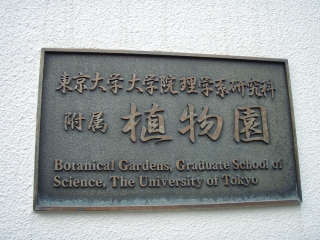 東京大学大学院理学系研究科
附属 植物園
Botanical Gardens, Graduate School of
Science, The University of Tokyo